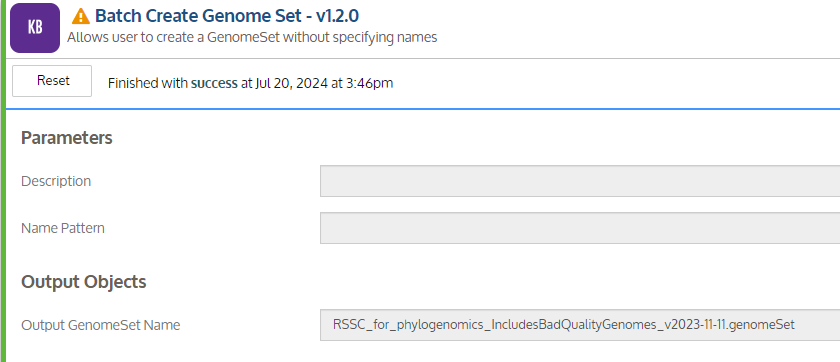 KB
Batch Create Genome Set - v1.2.0
Allows user to create a GenomeSet without specifying names
Reset
Finished with success at Jul 20, 2024 at 3:46pm
Parameters
Description
Name Pattern
Output Objects
Output GenomeSet Name
RSSC_for_phylogenomics_IncludesBadQualityGenomes_v2023-11-11.genomeSet